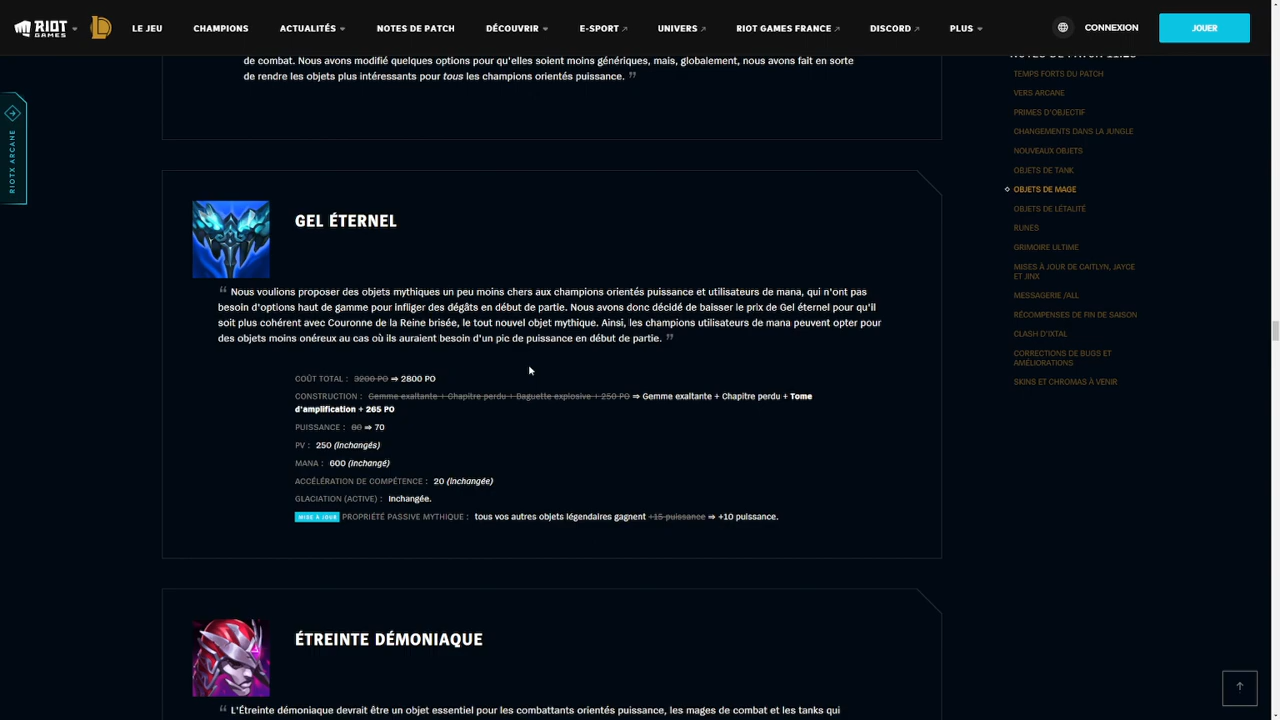 RIOT GAMES
LE JEU
CHAMPIONS
ACTUALITÉS
NOTES DE PATCH
DÉCOUVRIR
E-SPORT
UNIVERS
RIOT GAMES FRANCE
DISCORD
PLUS
CONNEXION
JOUER
RIOTX ARCANE
de combat. Nous avons modifié quelques options pour qu'elles soient moins génériques, mais, globalement, nous avons fait en sorte
de rendre les objets plus intéressants pour tous les champions orientés puissance. ”
GEL ÉTERNEL
“ Nous voulions proposer des objets mythiques un peu moins chers aux champions orientés puissance et utilisateurs de mana, qui n'ont pas
besoin d'options haut de gamme pour infliger des dégâts en début de partie. Nous avons donc décidé de baisser le prix de Gel éternel pour qu'il
soit plus cohérent avec Couronne de la Reine brisée, le tout nouvel objet mythique. Ainsi, les champions utilisateurs de mana peuvent opter pour
des objets moins onéreux au cas où ils auraient besoin d'un pic de puissance en début de partie. ”
COÛT TOTAL : 3200 PO ⇒ 2800 PO
CONSTRUCTION : Gemme exaltante + Chapitre perdu + Baguette explosive + 250 PO ⇒ Gemme exaltante + Chapitre perdu + Tome
d'amplification + 265 PO
PUISSANCE : 80 ⇒ 70
PV : 250 (inchangés)
MANA : 600 (inchangé)
ACCÉLÉRATION DE COMPÉTENCE : 20 (inchangée)
GLACIATION (ACTIVE) : Inchangée.
MISE À JOUR PROPRIÉTÉ PASSIVE MYTHIQUE : tous vos autres objets légendaires gagnent +15 puissance ⇒ +10 puissance.
ÉTREINTE DÉMONIAQUE
“ L'Étreinte démoniaque devrait être un objet essentiel pour les combattants orientés puissance, les mages de combat et les tanks qui
NOTES DE PATCH 11.23
TEMPS FORTS DU PATCH
VERS ARCANE
PRIMES D'OBJECTIF
CHANGEMENTS DANS LA JUNGLE
NOUVEAUX OBJETS
OBJETS DE TANK
OBJETS DE MAGE
OBJETS DE LÉTALITÉ
RUNES
GRIMOIRE ULTIME
MISES À JOUR DE CAITLYN, JAYCE
ET JINX
MESSAGERIE /ALL
RÉCOMPENSES DE FIN DE SAISON
CLASH D'IXTAL
CORRECTIONS DE BUGS ET
AMÉLIORATIONS
SKINS ET CHROMAS À VENIR